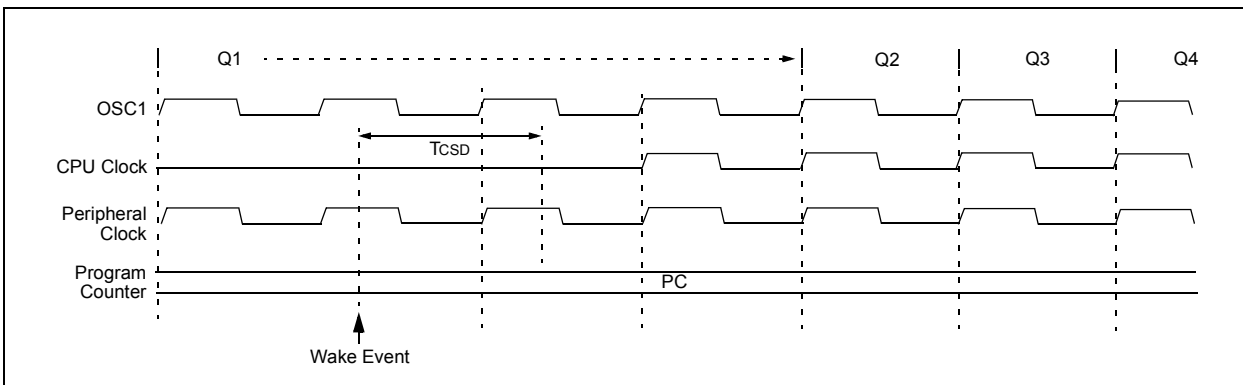 Q1 Q2 Q3 Q4
OSC1
TCSD
CPU Clock
Peripheral
Clock
Program
Counter
PC
Wake Event